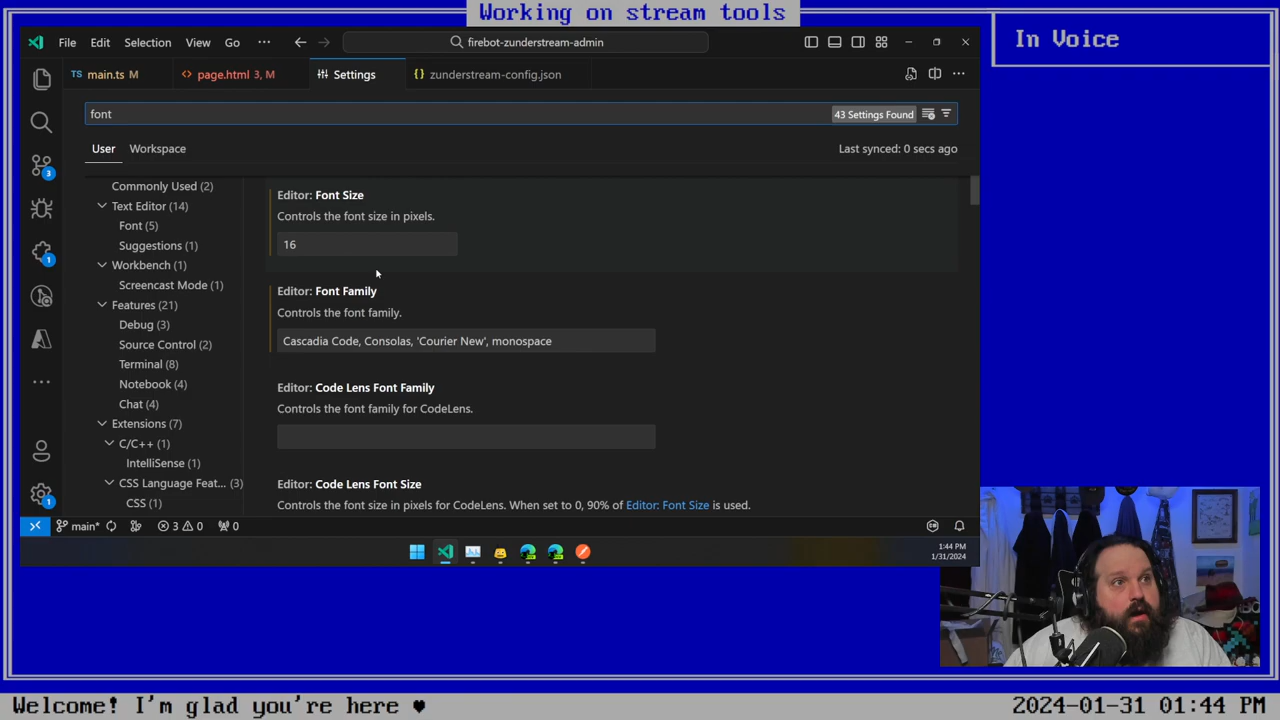 Working on stream tools
File Edit Selection View Go
firebot-zunderstream-admin
In Voice
TS main.ts M
<> page.html 3, M
Settings
{} zunderstream-config.json
font
43 Settings Found
User Workspace
Last synced: 0 secs ago
Commonly Used (2)
Text Editor (14)
Font (5)
Suggestions (1)
Workbench (1)
Screencast Mode (1)
Features (21)
Debug (3)
Source Control (2)
Terminal (8)
Notebook (4)
Chat (4)
Extensions (7)
C/C++ (1)
IntelliSense (1)
CSS Language Feat... (3)
CSS (1)
Editor: Font Size
Controls the font size in pixels.
16
Editor: Font Family
Controls the font family.
Cascadia Code, Consolas, 'Courier New', monospace
Editor: Code Lens Font Family
Controls the font family for CodeLens.
Editor: Code Lens Font Size
Controls the font size in pixels for CodeLens. When set to 0, 90% of Editor: Font Size is used.
3
1
1
main* 3 0 0
1:44 PM
1/31/2024
Welcome! I'm glad you're here ♥
2024-01-31 01:44 PM